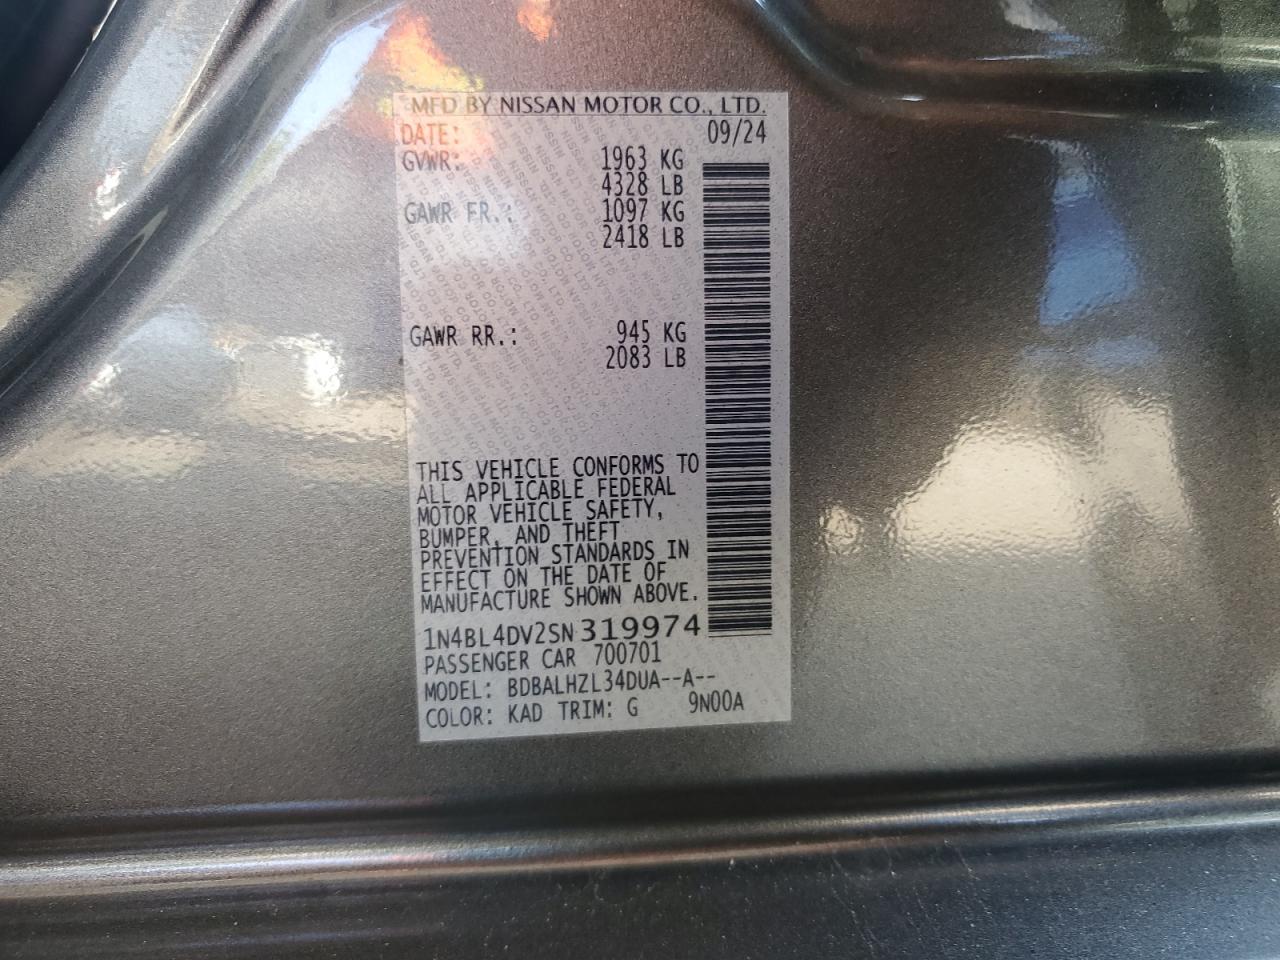 MFD BY NISSAN MOTOR CO., LTD.
DATE: 09/24
GVWR: 1963 KG
4328 LB
GAWR FR.: 1097 KG
2418 LB
GAWR RR.: 945 KG
2083 LB
THIS VEHICLE CONFORMS TO
ALL APPLICABLE FEDERAL
MOTOR VEHICLE SAFETY,
BUMPER, AND THEFT
PREVENTION STANDARDS IN
EFFECT ON THE DATE OF
MANUFACTURE SHOWN ABOVE.
1N4BL4DV2SN319974
PASSENGER CAR 700701
MODEL: BDBALHZL34DUA--A--
COLOR: KAD TRIM: G 9N00A